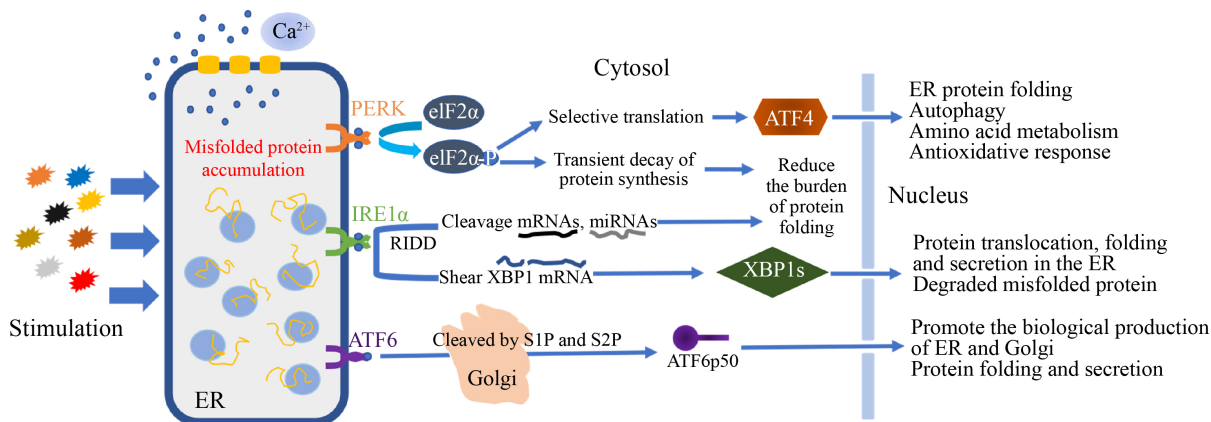 Ca²⁺
Cytosol
PERK
eIF2α
eIF2α-P
Selective translation
ATF4
ER protein folding
Autophagy
Amino acid metabolism
Antioxidative response
Misfolded protein
accumulation
Transient decay of
protein synthesis
Reduce
the burden
of protein
folding
Nucleus
IRE1α
RIDD
Cleavage mRNAs, miRNAs
Shear XBP1 mRNA
XBP1s
Protein translocation, folding
and secretion in the ER
Degraded misfolded protein
Stimulation
ATF6
Cleaved by S1P and S2P
Golgi
ATF6p50
Promote the biological production
of ER and Golgi
Protein folding and secretion
ER